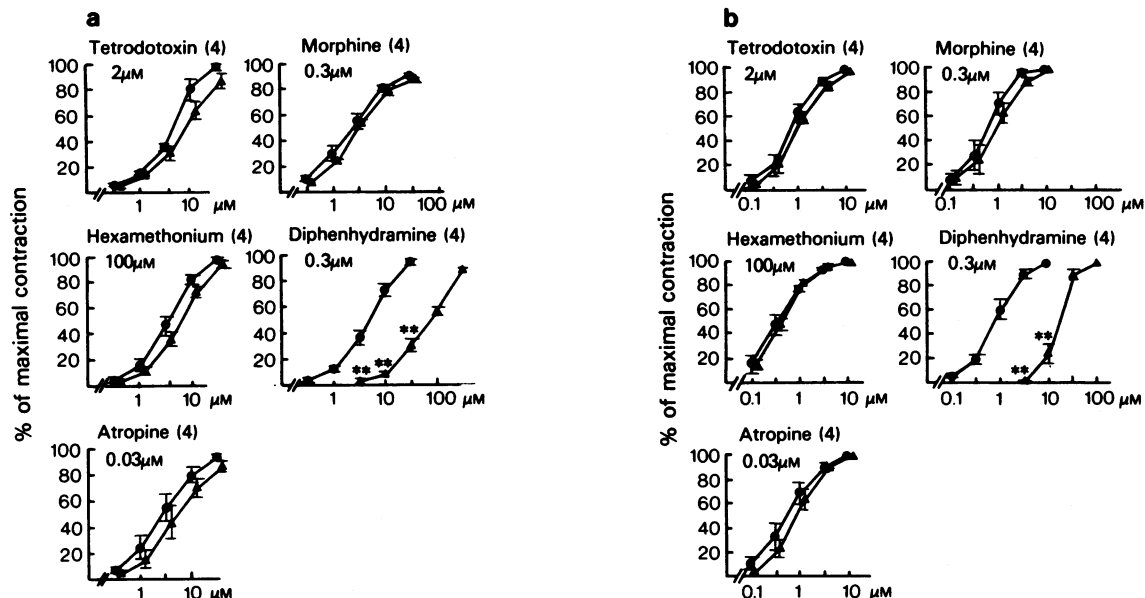 a
Tetrodotoxin (4)
2μM
100
80
60
40
20
1 10 μM
Morphine (4)
0.3μM
100
80
60
40
20
1 10 100 μM
Hexamethonium (4)
100μM
100
80
60
40
20
1 10 μM
Diphenhydramine (4)
0.3μM
100
80
60
40
20
** ** **
1 10 100 μM
Atropine (4)
0.03μM
100
80
60
40
20
1 10 μM
% of maximal contraction
b
Tetrodotoxin (4)
2μM
100
80
60
40
20
0.1 1 10 μM
Morphine (4)
0.3μM
100
80
60
40
20
0.1 1 10 μM
Hexamethonium (4)
100μM
100
80
60
40
20
0.1 1 10 μM
Diphenhydramine (4)
0.3μM
100
80
60
40
20
** **
0.1 1 10 100 μM
Atropine (4)
0.03μM
100
80
60
40
20
0.1 1 10 μM
% of maximal contraction